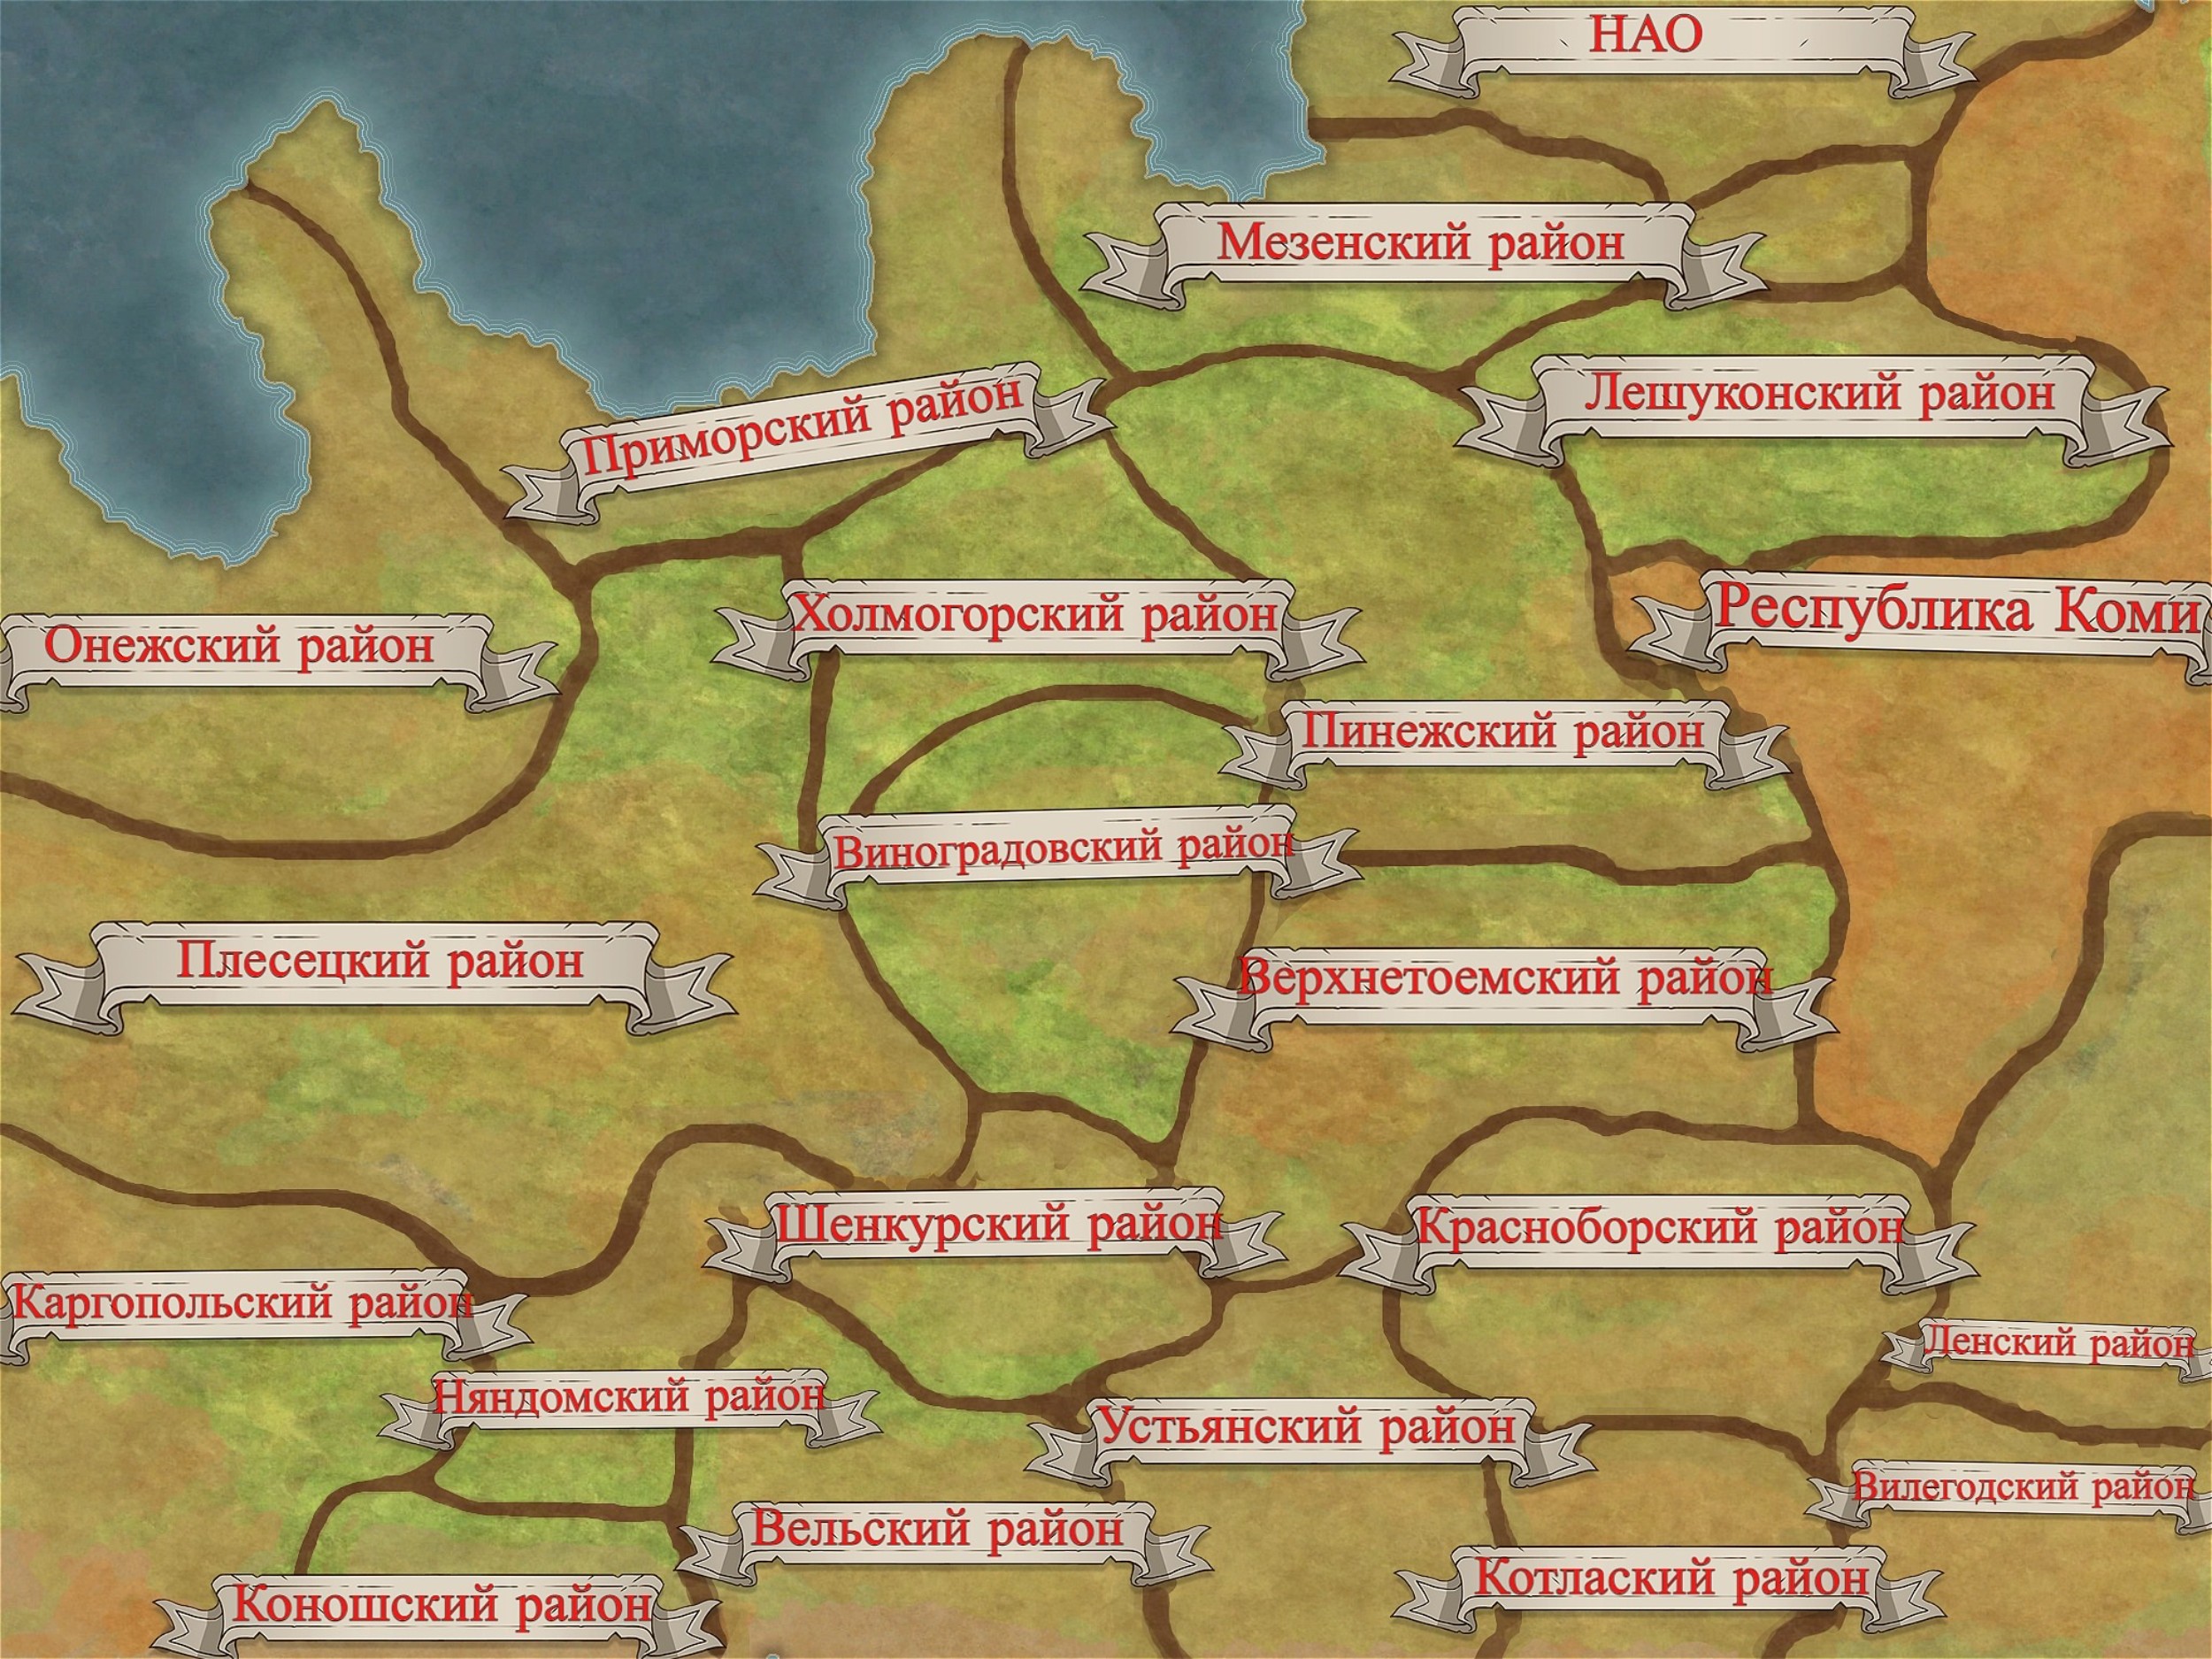 НАО
Мезенский район
Лешуконский район
Приморский район
Республика Коми
Холмогорский район
Онежский район
Пинежский район
Виноградовский район
Плесецкий район
Верхнетоемский район
Шенкурский район
Красноборский район
Каргопольский район
Ленский район
Няндомский район
Устьянский район
Вилегодский район
Вельский район
Котлаский район
Коношский район